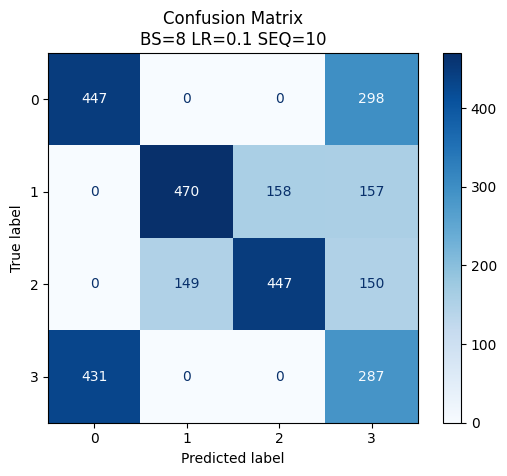 Confusion Matrix
BS=8 LR=0.1 SEQ=10
True label
0 447 0 0 298
1 0 470 158 157
2 0 149 447 150
3 431 0 0 287
0 1 2 3
Predicted label
400
300
200
100
0